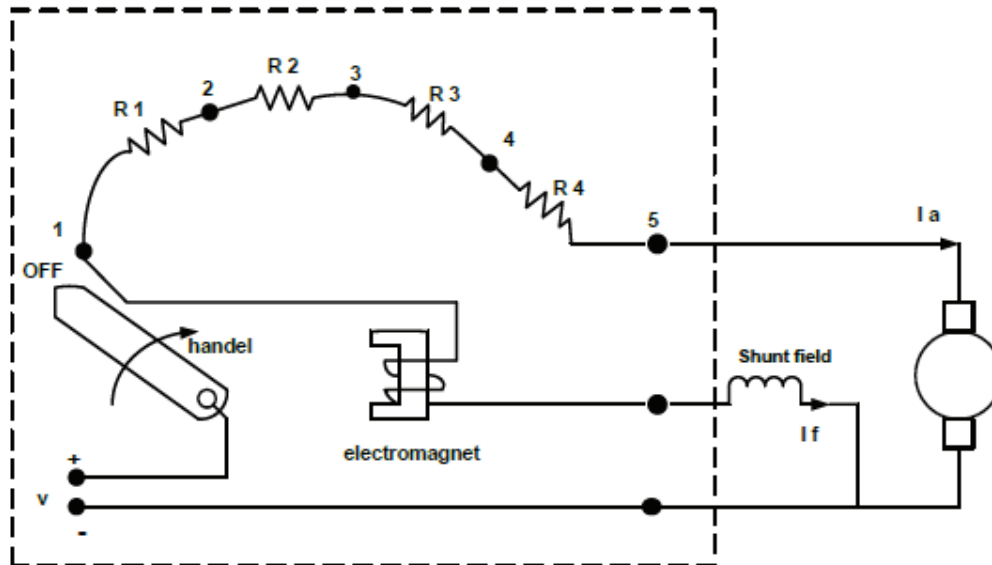 R 2
3
2
R 1
R 3
4
R 4
1
5
I a
OFF
handel
Shunt field
I f
electromagnet
+
v
-